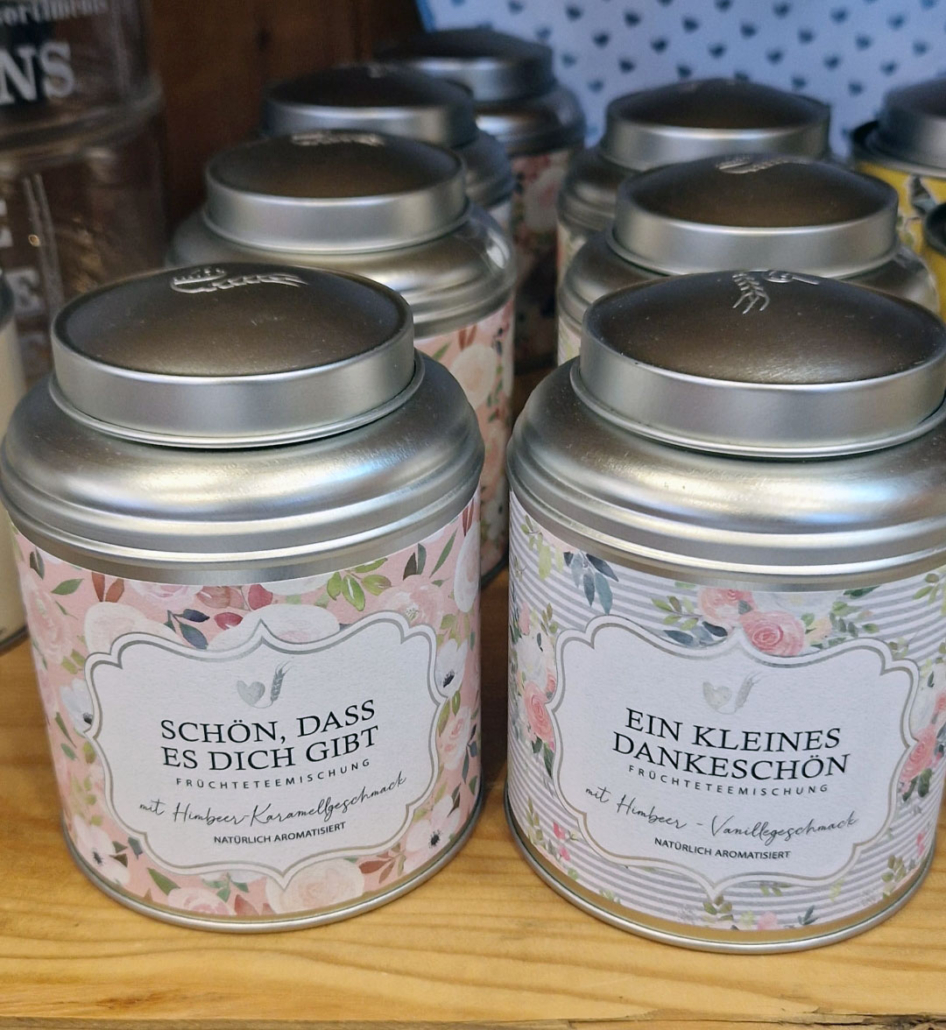 NS
SCHÖN, DASS
ES DICH GIBT
FRÜCHTETEEMISCHUNG
mit Himbeer-Karamellgeschmack
NATÜRLICH AROMATISIERT
EIN KLEINES
DANKESCHÖN
FRÜCHTETEEMISCHUNG
mit Himbeer - Vanillegeschmack
NATÜRLICH AROMATISIERT